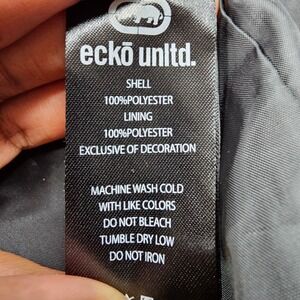 eckō unltd.
SHELL
100%POLYESTER
LINING
100%POLYESTER
EXCLUSIVE OF DECORATION
MACHINE WASH COLD
WITH LIKE COLORS
DO NOT BLEACH
TUMBLE DRY LOW
DO NOT IRON